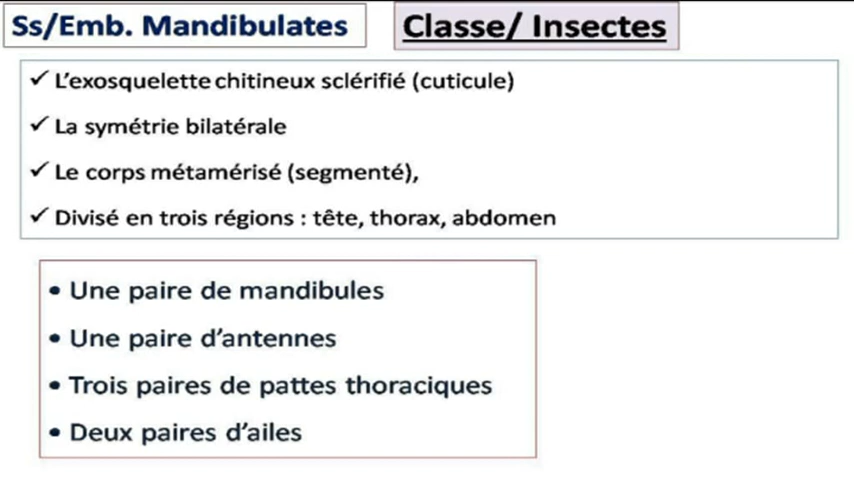 Ss/Emb. Mandibulates Classe/ Insectes
✓ L'exosquelette chitineux sclérifié (cuticule)
✓ La symétrie bilatérale
✓ Le corps métamérisé (segmenté),
✓ Divisé en trois régions : tête, thorax, abdomen
• Une paire de mandibules
• Une paire d'antennes
• Trois paires de pattes thoraciques
• Deux paires d'ailes